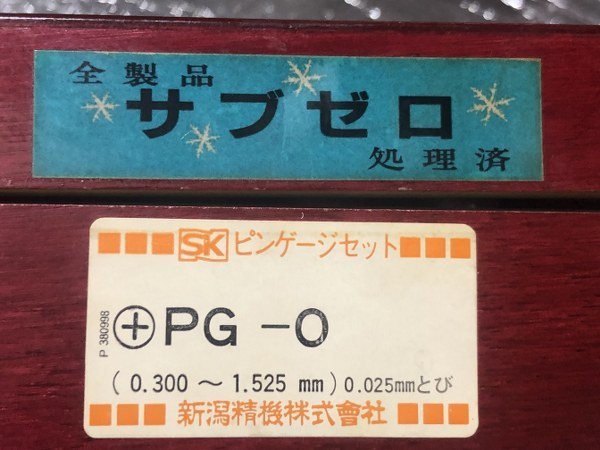 全製品
サブゼロ
処理済
SK ピンゲージセット
P 380998
⊕PG -0
( 0.300 〜 1.525 mm ) 0.025mmとび
新潟精機株式會社